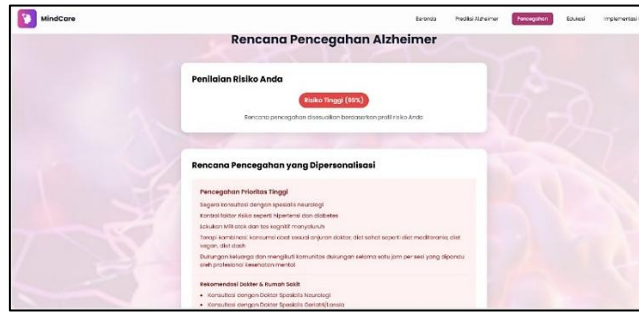 MindCare
Beranda
Prediksi Alzheimer
Pencegahan
Edukasi
Implementasi
Rencana Pencegahan Alzheimer
Penilaian Risiko Anda
Risiko Tinggi (99%)
Rencana pencegahan disesuaikan berdasarkan profil risiko Anda
Rencana Pencegahan yang Dipersonalisasi
Pencegahan Prioritas Tinggi
Segera konsultasi dengan spesialis neurologi
Kontrol faktor risiko seperti hipertensi dan diabetes
Lakukan MRI otak dan tes kognitif menyeluruh
Terapi kombinasi: konsumsi obat sesuai anjuran dokter, diet sehat seperti diet mediterania, diet
vegan, diet dash
Dukungan keluarga dan mengikuti komunitas dukungan selama satu jam per sesi yang dipandu
oleh profesional kesehatan mental
Rekomendasi Dokter & Rumah Sakit
• Konsultasi dengan Dokter Spesialis Neurologi
• Konsultasi dengan Dokter Spesialis Geriatri/Lansia